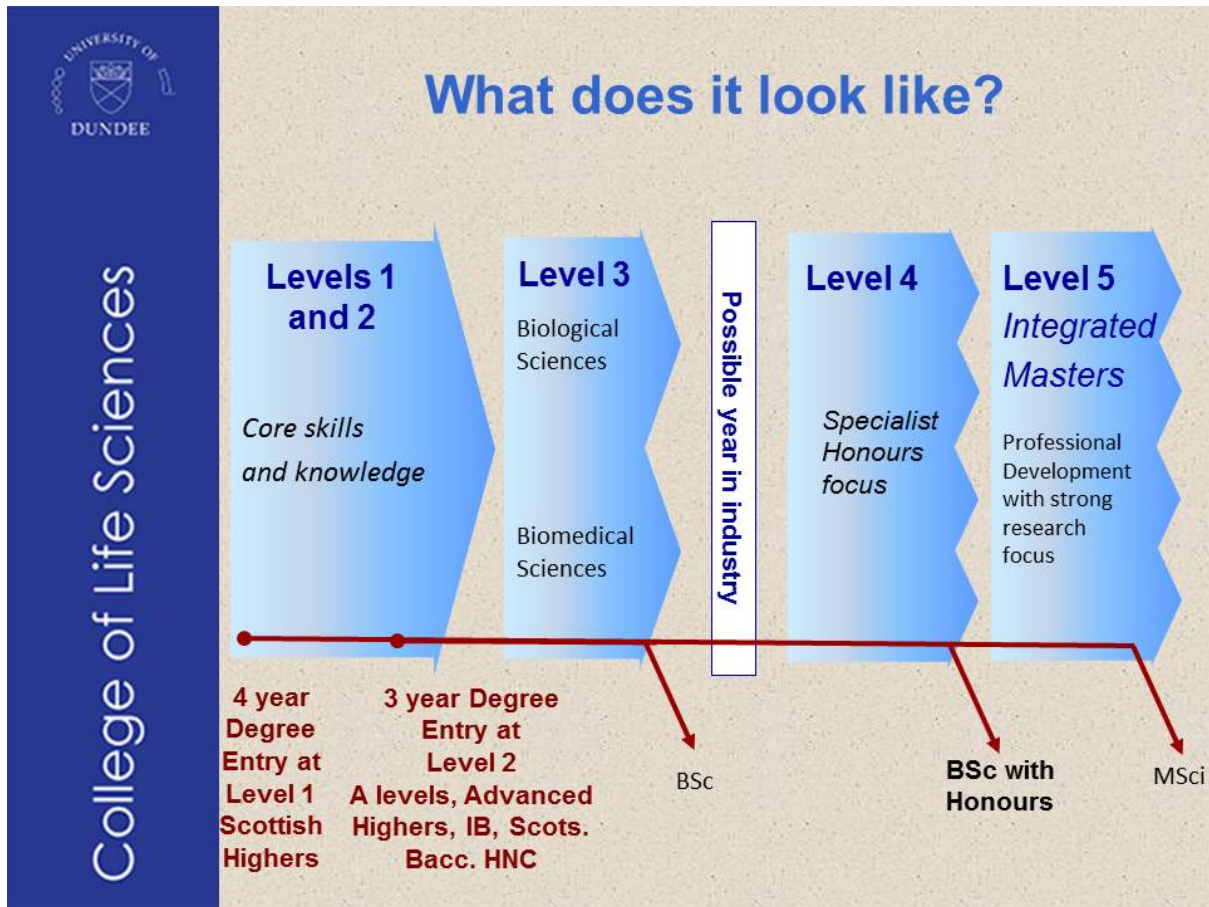 UNIVERSITY OF
DUNDEE
College of Life Sciences
What does it look like?
Levels 1
and 2
Core skills
and knowledge
Level 3
Biological
Sciences
Biomedical
Sciences
Possible year in industry
Level 4
Specialist
Honours
focus
Level 5
Integrated
Masters
Professional
Development
with strong
research
focus
4 year
Degree
Entry at
Level 1
Scottish
Highers
3 year Degree
Entry at
Level 2
A levels, Advanced
Highers, IB, Scots.
Bacc. HNC
BSc
BSc with
Honours
MSci